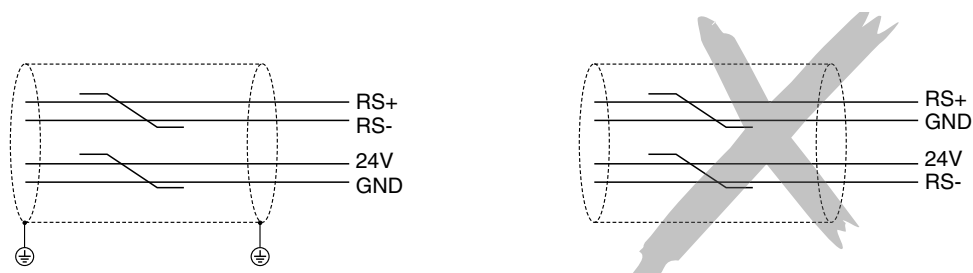 RS+
RS-
24V
GND
RS+
GND
24V
RS-